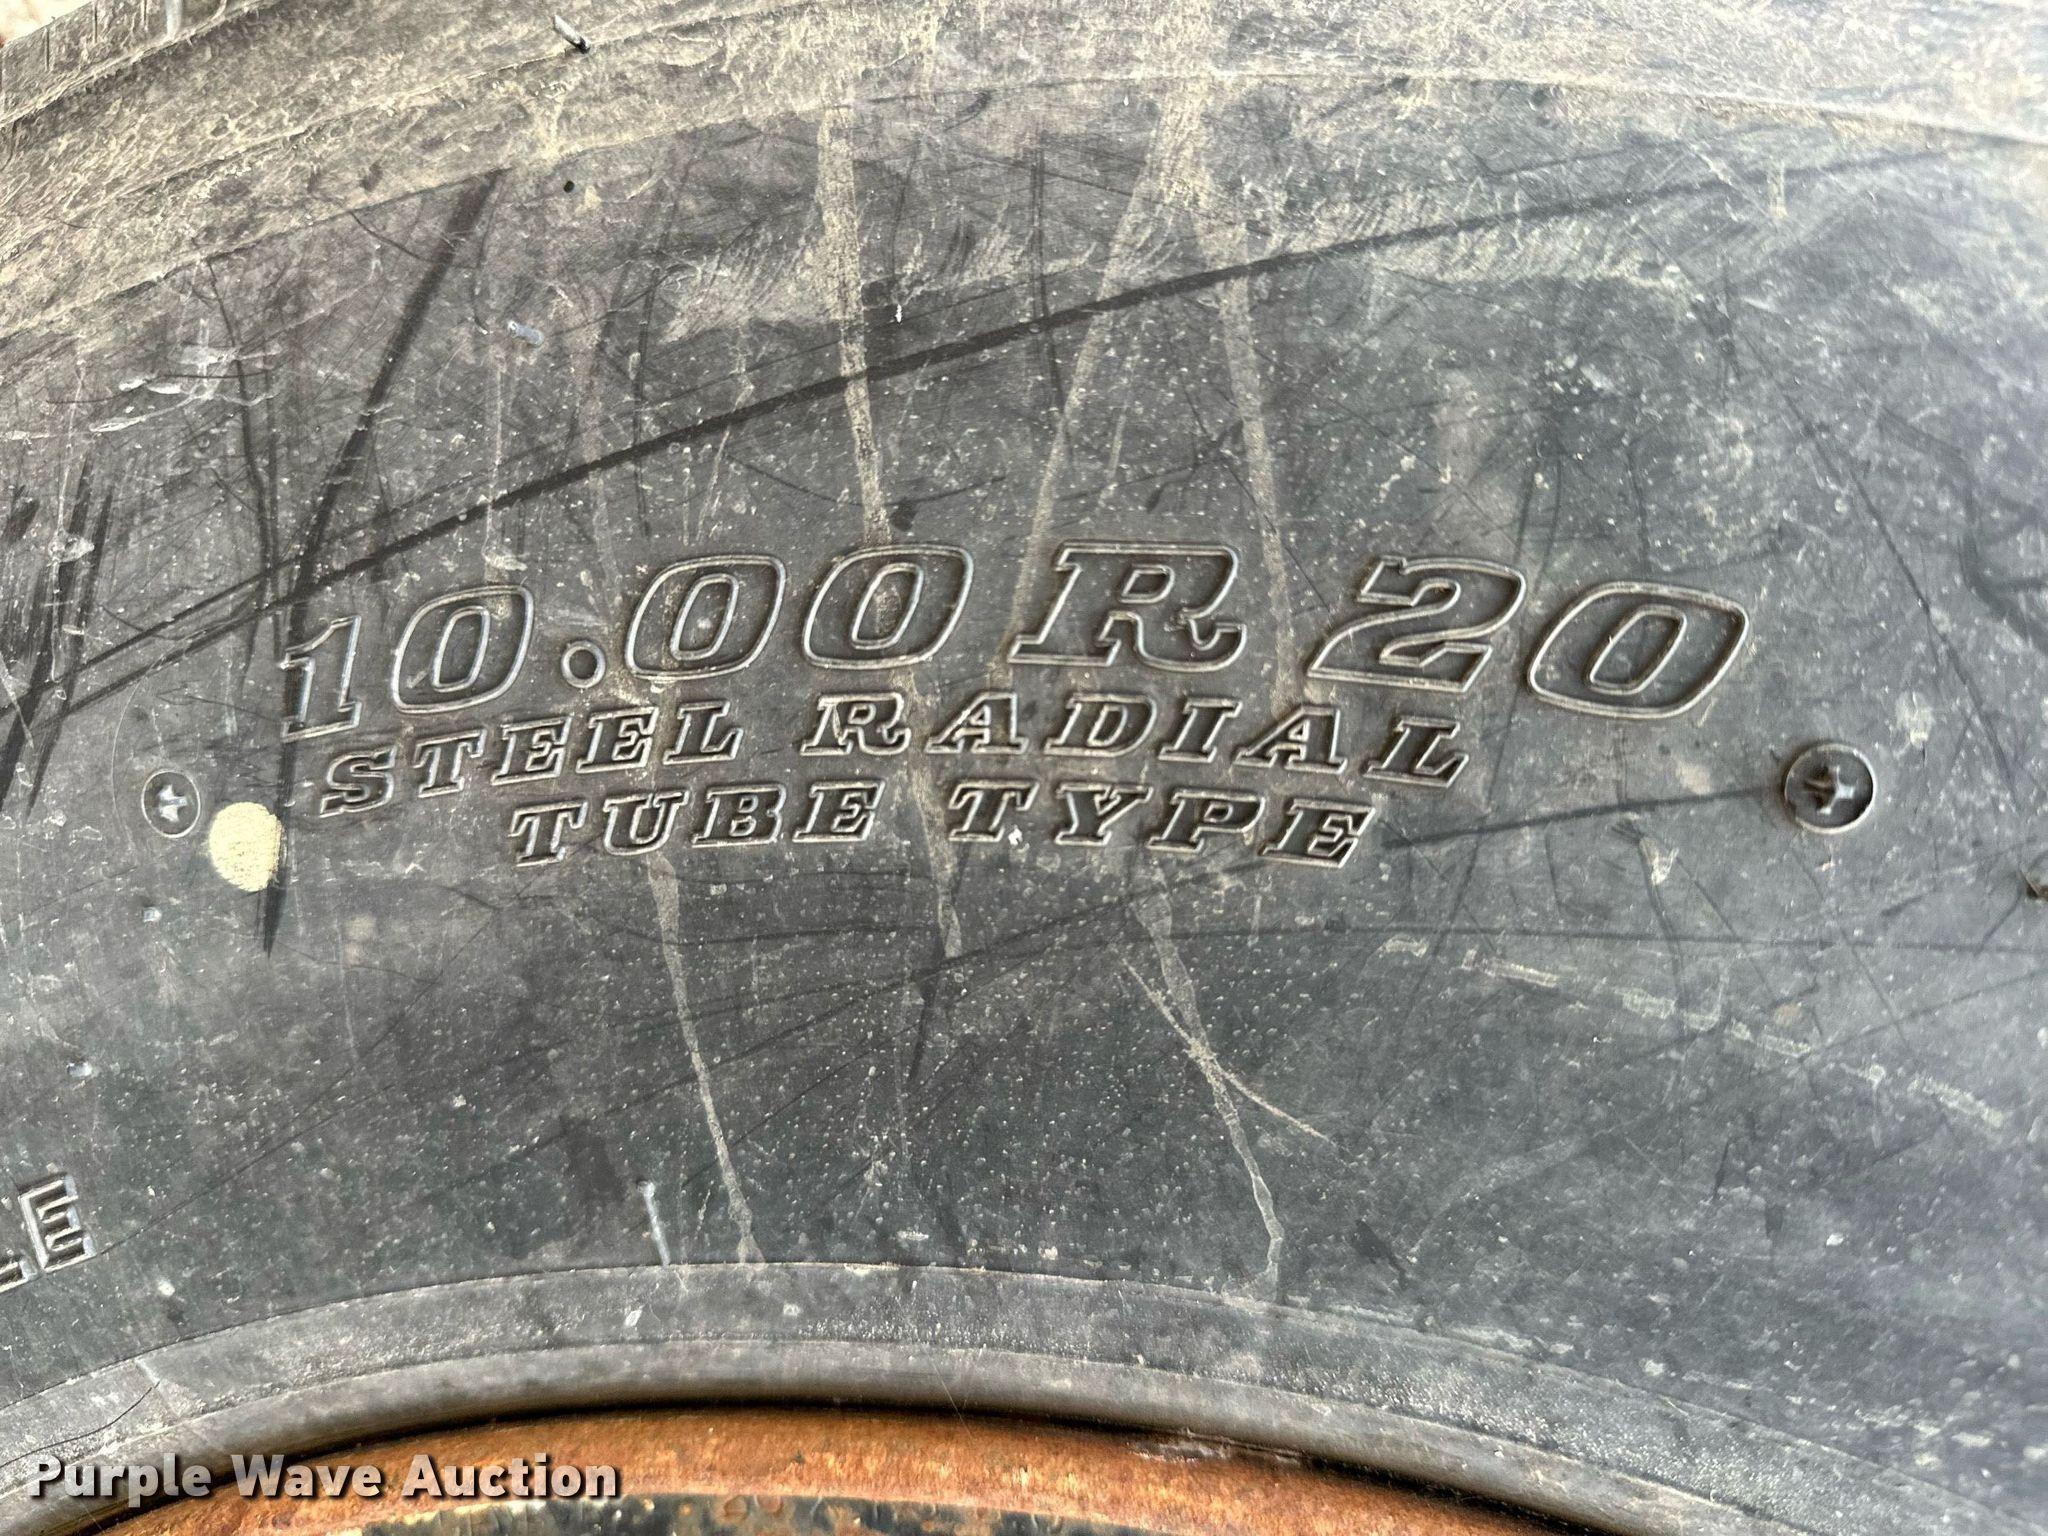 10.00 R 20
STEEL RADIAL
TUBE TYPE
Purple Wave Auction